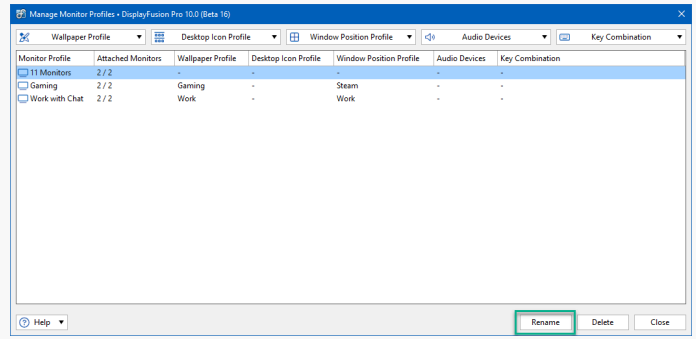 Manage Monitor Profiles • DisplayFusion Pro 10.0 (Beta 16)
Wallpaper Profile Desktop Icon Profile Window Position Profile Audio Devices Key Combination
Monitor Profile Attached Monitors Wallpaper Profile Desktop Icon Profile Window Position Profile Audio Devices Key Combination
11 Monitors 2 / 2 - - - - -
Gaming 2 / 2 Gaming - Steam - -
Work with Chat 2 / 2 Work - Work - -
Help Rename Delete Close